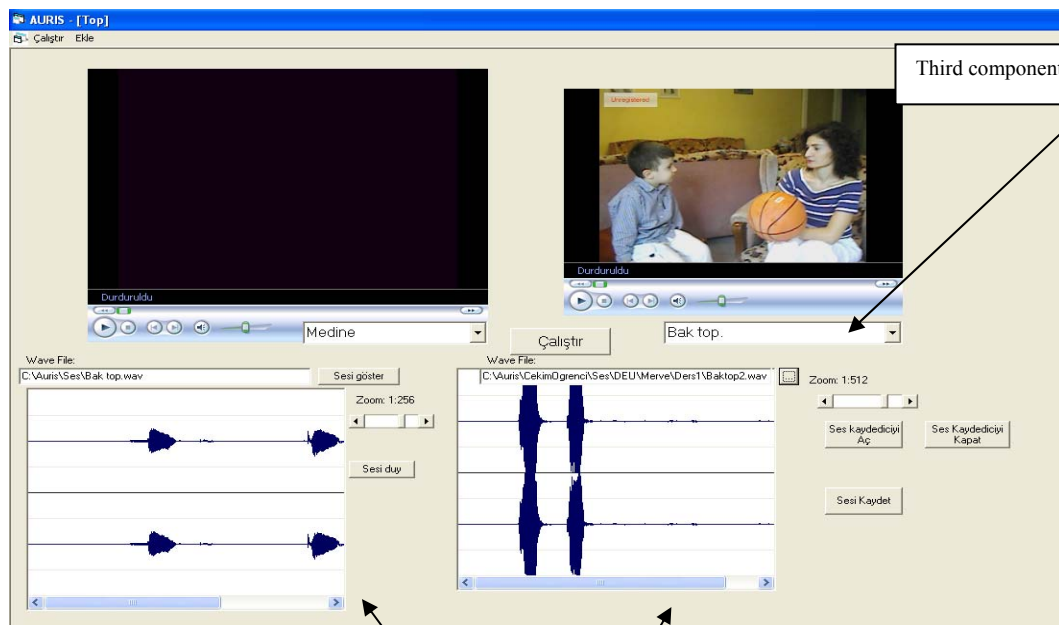 AURIS - [Top]
Çalıştır Ekle
Third component
Unregistered
Durduruldu
Durduruldu
Medine
Çalıştır
Bak top.
Wave File:
C:\Auris\Ses\Bak top.wav
Sesi göster
Zoom: 1:256
Sesi duy
Wave File:
C:\Auris\CekimOgrenci\Ses\DEU\Merve\Ders1\Baktop2.wav
Zoom: 1:512
Ses kaydediciyi
Aç
Ses Kaydediciyi
Kapat
Sesi Kaydet